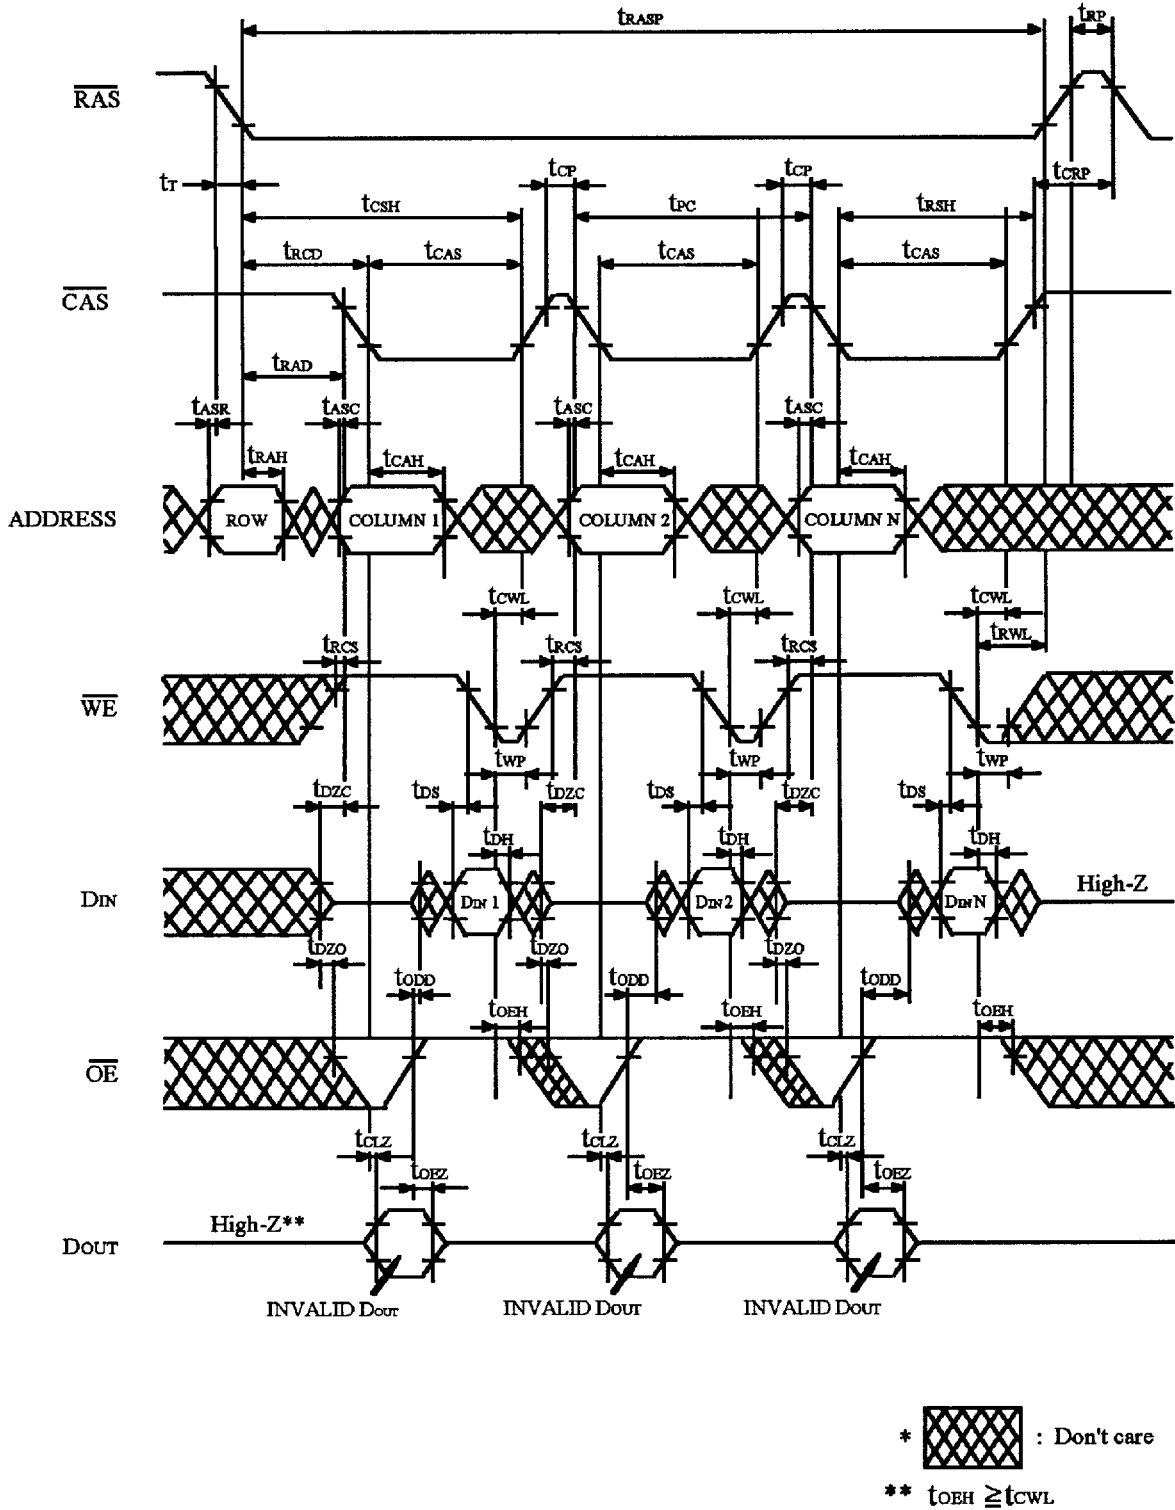 tRASP tRP
RAS
tT tCP tCP tCRP
tCSH tPC tRSH
tRCD tCAS tCAS tCAS
CAS
tRAD
tASR tASC tASC tASC
tRAH tCAH tCAH tCAH
ADDRESS ROW COLUMN 1 COLUMN 2 COLUMN N
tCWL tCWL tCWL
tRCS tRCS tRCS tRWL
WE
tWP tWP tWP
tDZC tDS tDZC tDS tDZC tDS
tDH tDH tDH
DIN DIN 1 DIN 2 DIN N High-Z
tDZO tDZO tDZO
tODD tODD tODD
tOEH tOEH tOEH
OE
tCLZ tCLZ tCLZ
tOEZ tOEZ tOEZ
High-Z**
DOUT
INVALID DOUT INVALID DOUT INVALID DOUT
* : Don't care
** tOEH ≧ tCWL